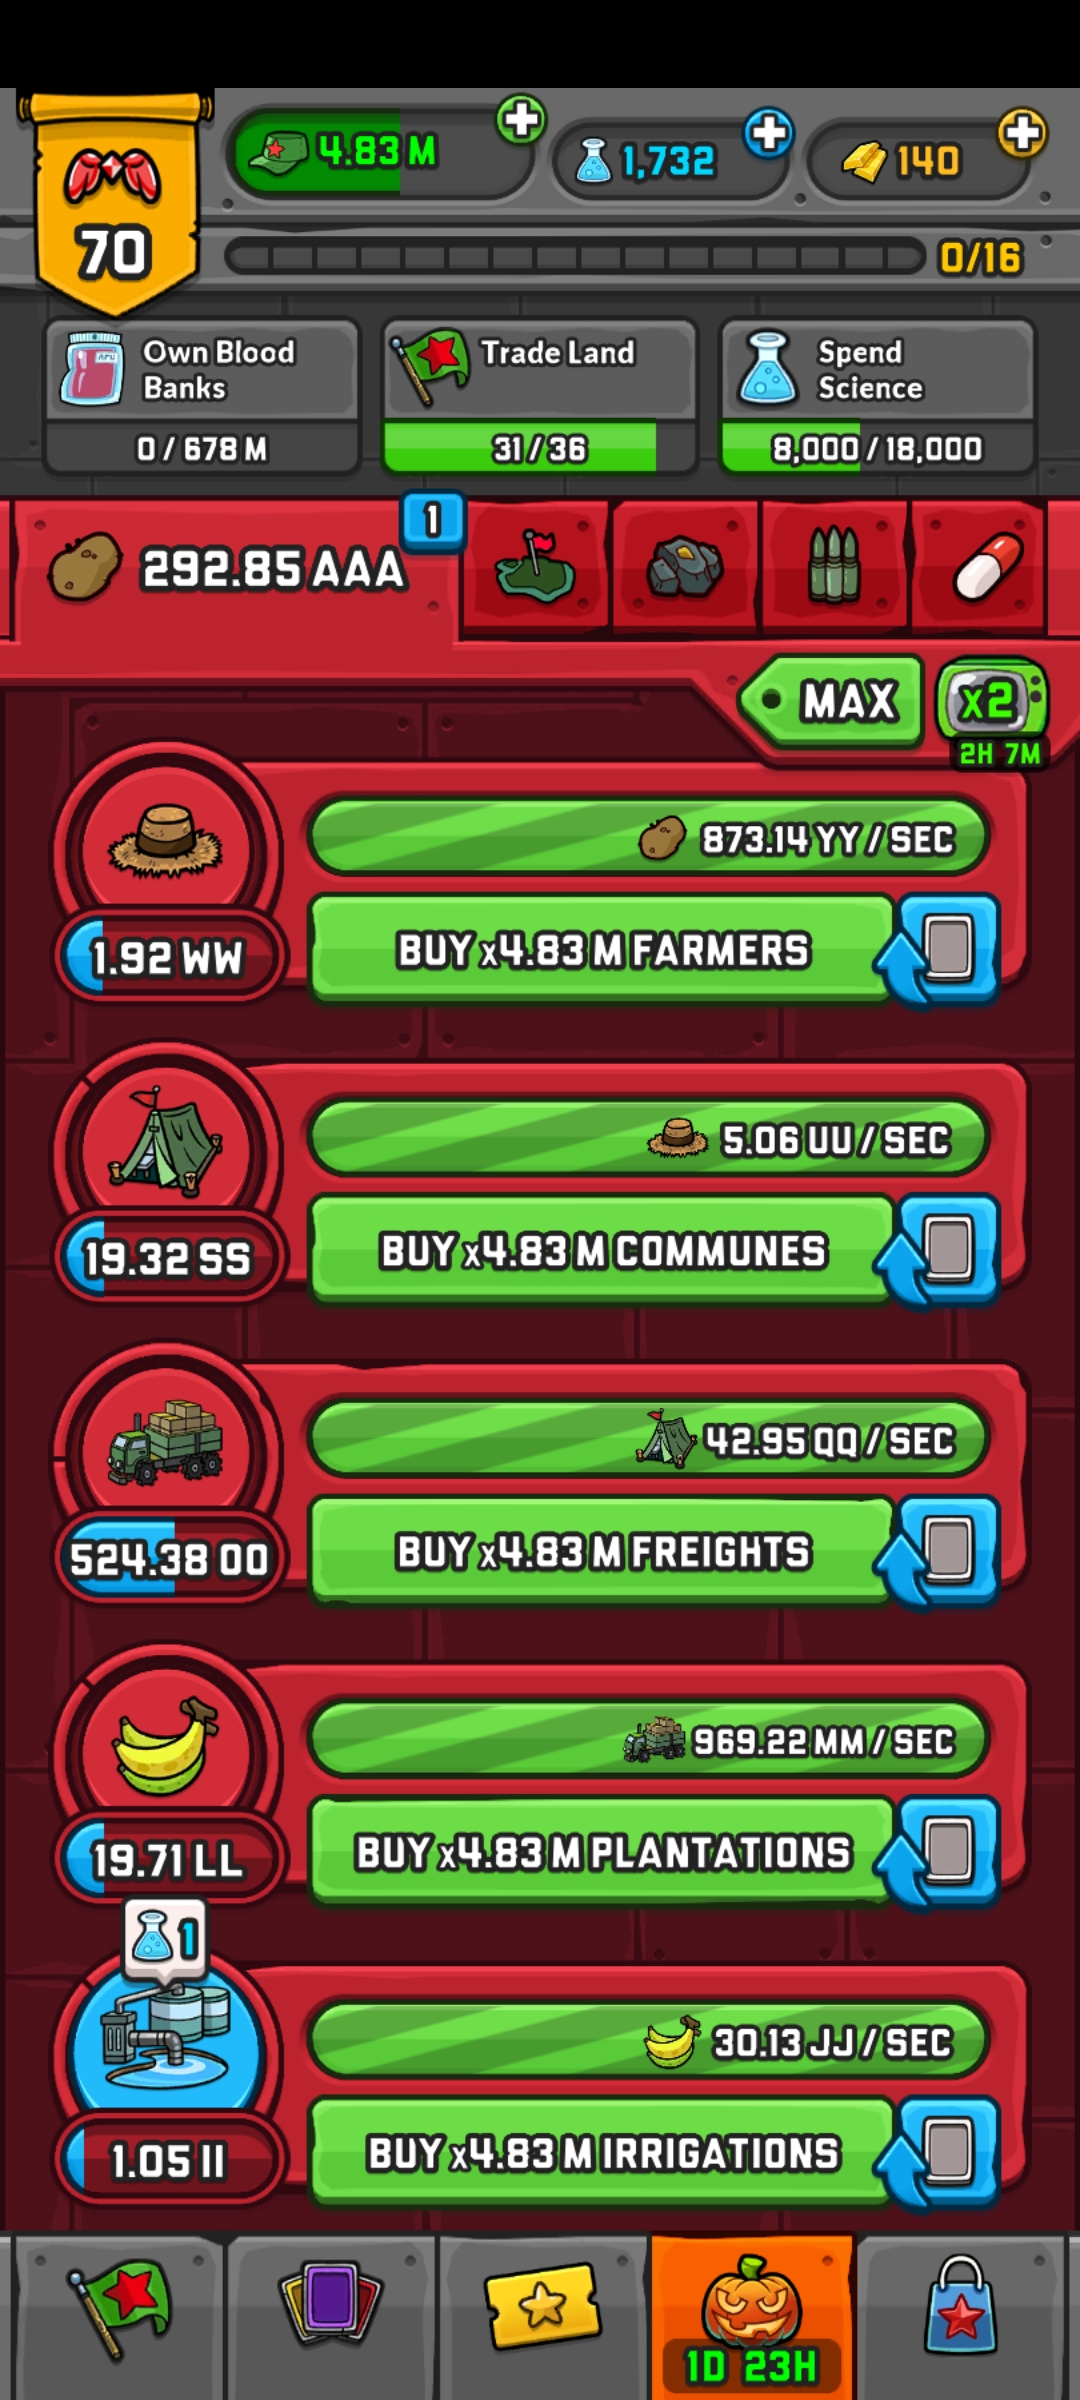 4.83 M
1,732
140
70
0/16
Own Blood
Banks
0 / 678 M
Trade Land
31 / 36
Spend
Science
8,000 / 18,000
292.85 AAA
1
MAX
x2
2H 7M
873.14 YY / SEC
1.92 WW
BUY x4.83 M FARMERS
5.06 UU / SEC
19.32 SS
BUY x4.83 M COMMUNES
42.95 QQ / SEC
524.38 OO
BUY x4.83 M FREIGHTS
969.22 MM / SEC
19.71 LL
BUY x4.83 M PLANTATIONS
1
30.13 JJ / SEC
1.05 II
BUY x4.83 M IRRIGATIONS
1D 23H